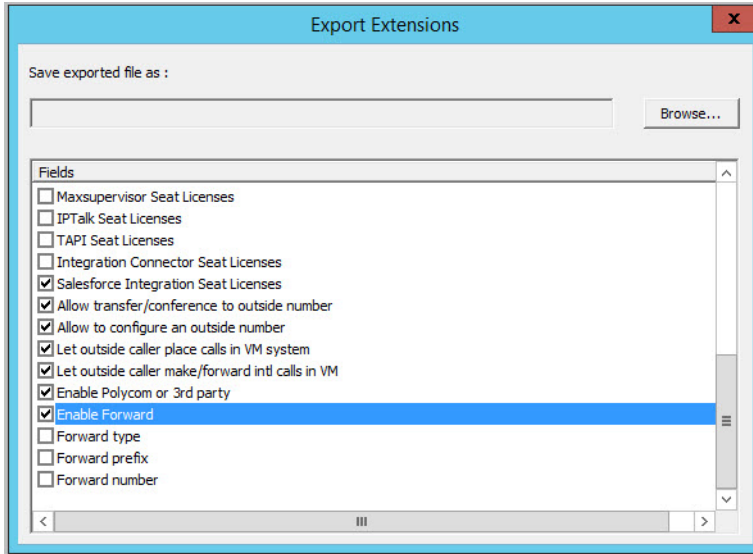 Export Extensions
x
Save exported file as :
Browse...
Fields
Maxsupervisor Seat Licenses
IPTalk Seat Licenses
TAPI Seat Licenses
Integration Connector Seat Licenses
Salesforce Integration Seat Licenses
Allow transfer/conference to outside number
Allow to configure an outside number
Let outside caller place calls in VM system
Let outside caller make/forward intl calls in VM
Enable Polycom or 3rd party
Enable Forward
Forward type
Forward prefix
Forward number